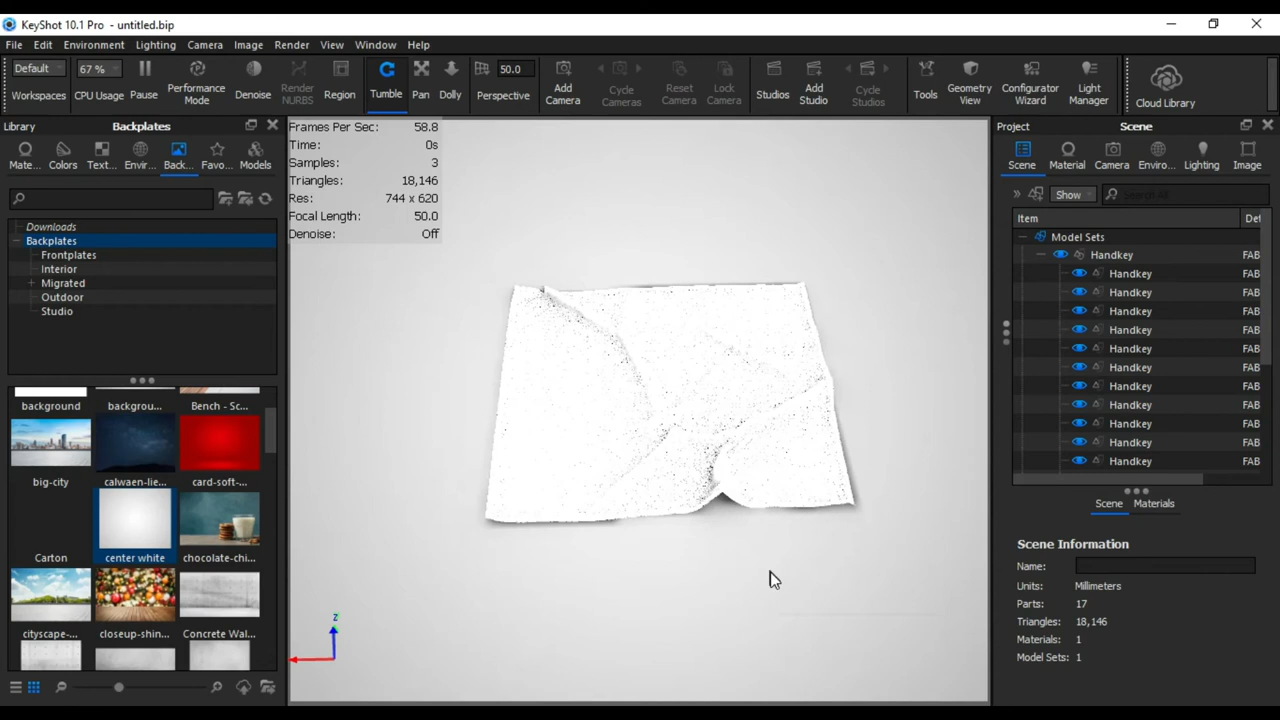 KeyShot 10.1 Pro - untitled.bip
File Edit Environment Lighting Camera Image Render View Window Help
Default 67 % 50.0
Workspaces CPU Usage Pause Performance Mode Denoise Render NURBS Region Tumble Pan Dolly Perspective Add Camera Cycle Cameras Reset Camera Lock Camera Studios Add Studio Cycle Studios Tools Geometry View Configurator Wizard Light Manager Cloud Library
Library Backplates
Mate... Colors Text... Envir... Back... Favo... Models
Downloads
Backplates
Frontplates
Interior
Migrated
Outdoor
Studio
background backgrou... Bench - Sc...
big-city calwaen-lie... card-soft-...
Carton center white chocolate-chi...
cityscape-... closeup-shin... Concrete Wal...
Frames Per Sec: 58.8
Time: 0s
Samples: 3
Triangles: 18,146
Res: 744 x 620
Focal Length: 50.0
Denoise: Off
z
Project Scene
Scene Material Camera Enviro... Lighting Image
Show Search All
Item
Model Sets
Handkey FAB
Handkey FAB
Handkey FAB
Handkey FAB
Handkey FAB
Handkey FAB
Handkey FAB
Handkey FAB
Handkey FAB
Handkey FAB
Handkey FAB
Handkey FAB
Scene Materials
Scene Information
Name:
Units: Millimeters
Parts: 17
Triangles: 18,146
Materials: 1
Model Sets: 1